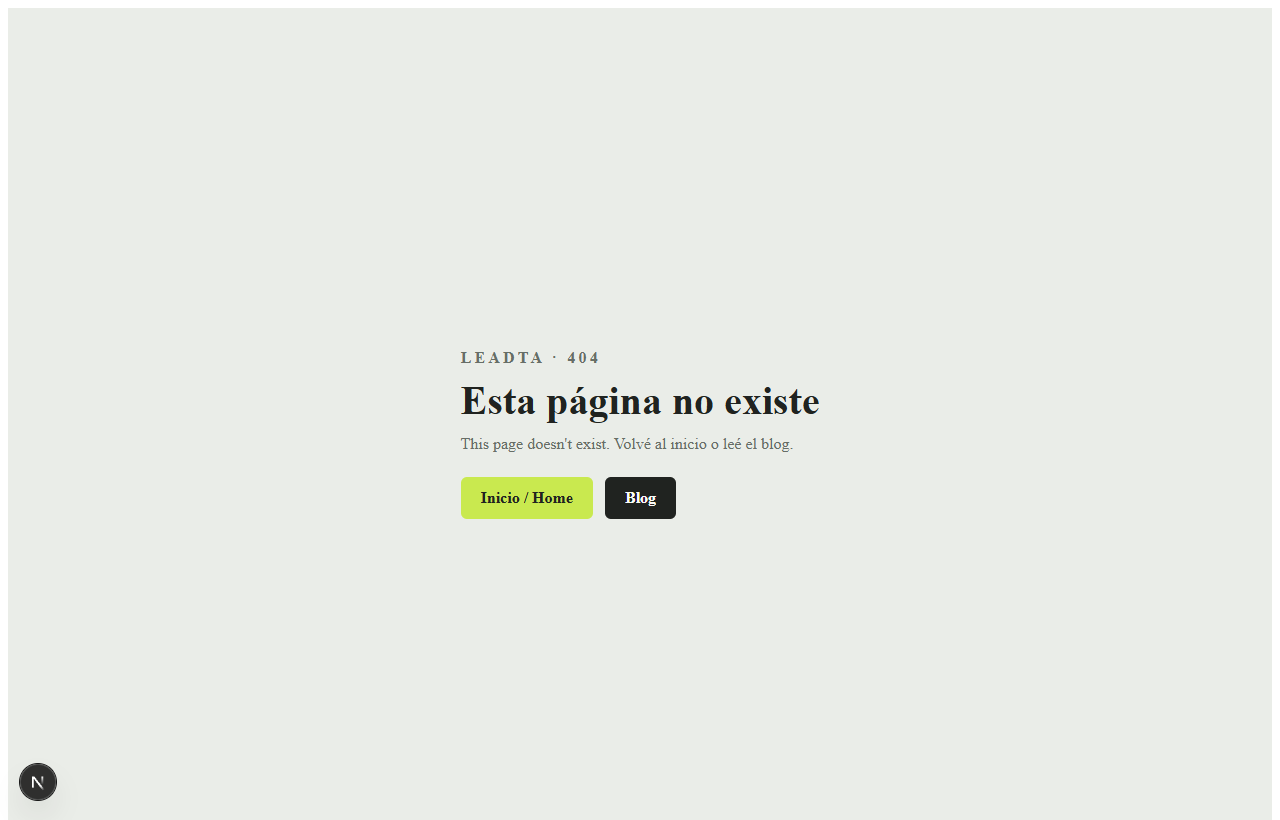 LEADTA · 404
Esta página no existe
This page doesn't exist. Volvé al inicio o leé el blog.
Inicio / Home
Blog
N